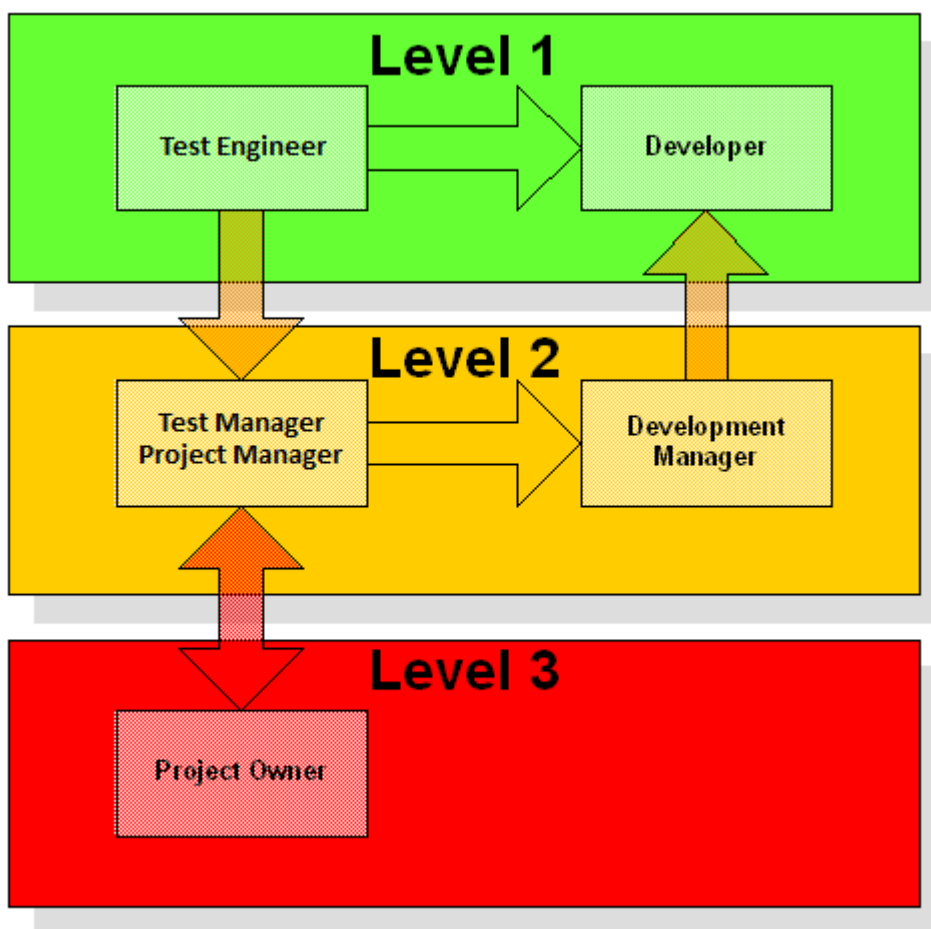 Level 1
Test Engineer
Developer
Level 2
Test Manager
Project Manager
Development
Manager
Level 3
Project Owner